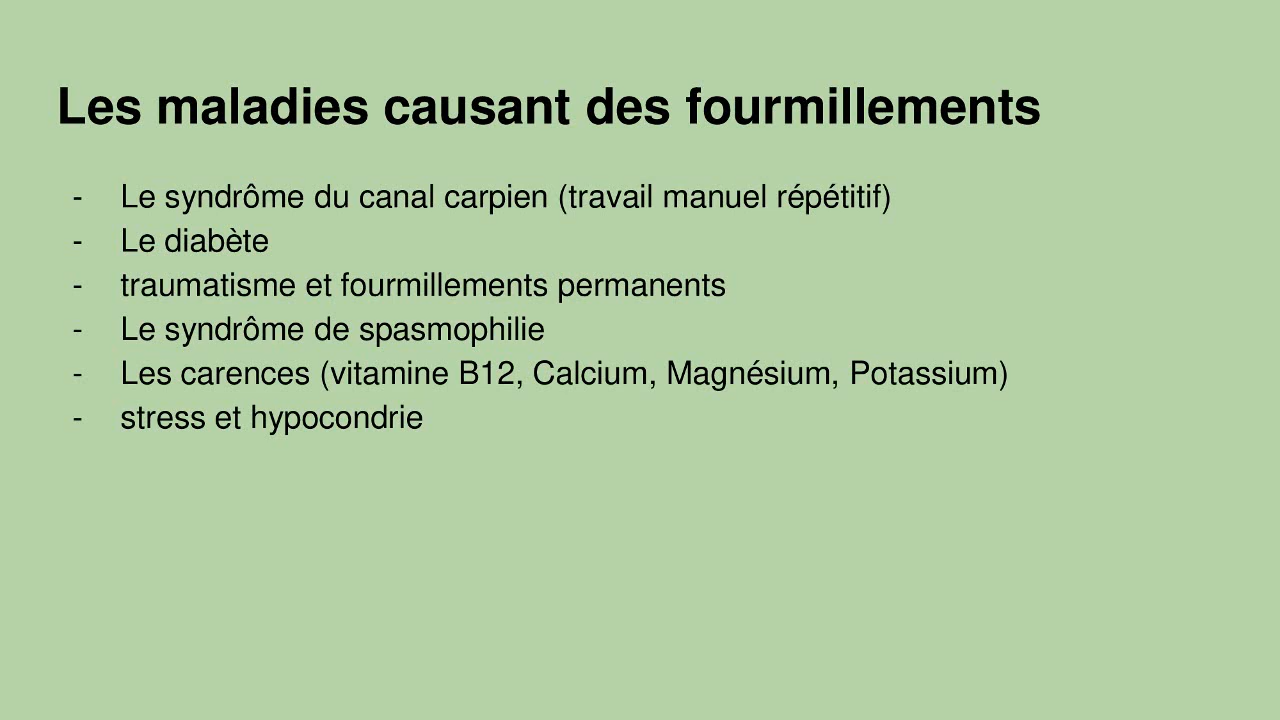 Les maladies causant des fourmillements
- Le syndrôme du canal carpien (travail manuel répétitif)
- Le diabète
- traumatisme et fourmillements permanents
- Le syndrôme de spasmophilie
- Les carences (vitamine B12, Calcium, Magnésium, Potassium)
- stress et hypocondrie